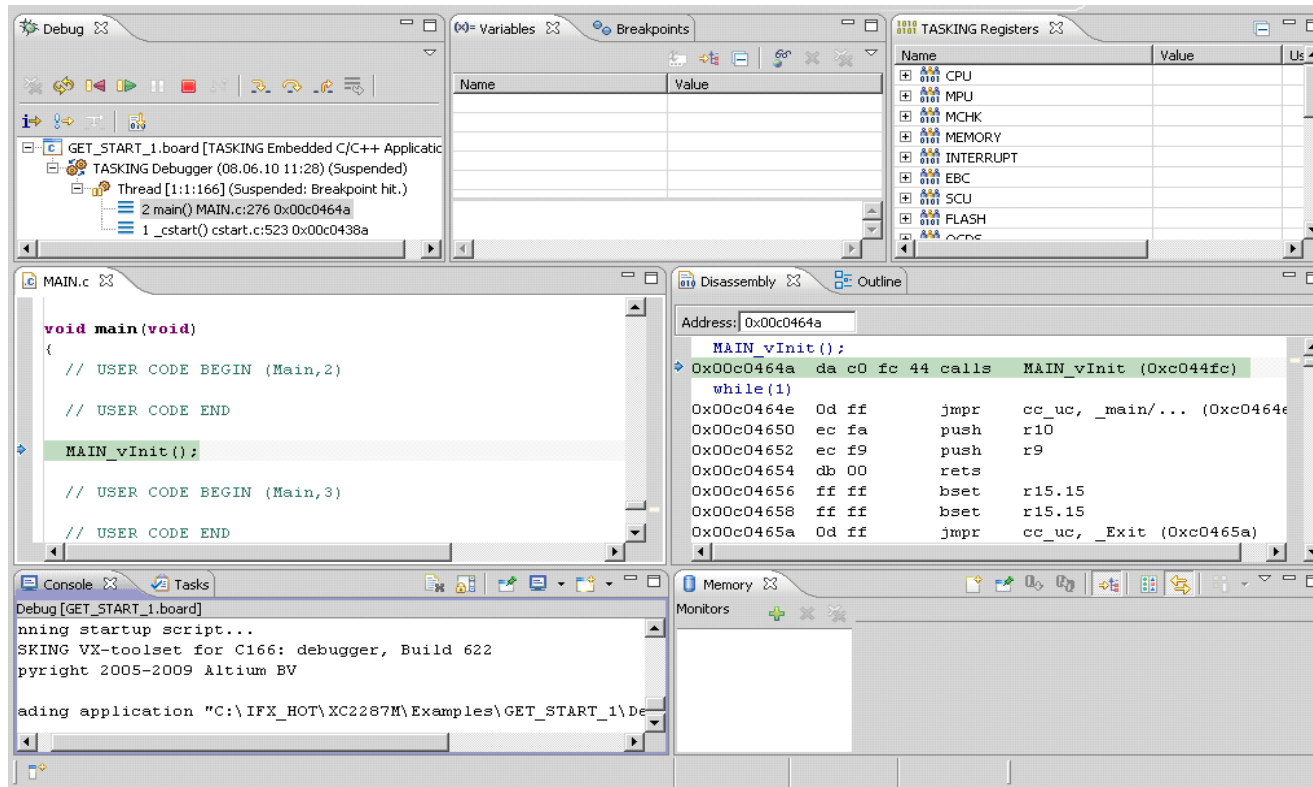 Debug
(x)= Variables
Breakpoints
1010 0101 TASKING Registers
Name Value
Name Value Us
CPU
MPU
MCHK
MEMORY
INTERRUPT
EBC
SCU
FLASH
OCDS
GET_START_1.board [TASKING Embedded C/C++ Applicatic
TASKING Debugger (08.06.10 11:28) (Suspended)
Thread [1:1:166] (Suspended: Breakpoint hit.)
2 main() MAIN.c:276 0x00c0464a
1 _cstart() cstart.c:523 0x00c0438a
MAIN.c
void main(void)
{
// USER CODE BEGIN (Main,2)
// USER CODE END
MAIN_vInit();
// USER CODE BEGIN (Main,3)
// USER CODE END
Disassembly
Outline
Address: 0x00c0464a
MAIN_vInit();
0x00c0464a da c0 fc 44 calls MAIN_vInit (0xc044fc)
while(1)
0x00c0464e 0d ff jmpr cc_uc, _main/... (0xc0464e
0x00c04650 ec fa push r10
0x00c04652 ec f9 push r9
0x00c04654 db 00 rets
0x00c04656 ff ff bset r15.15
0x00c04658 ff ff bset r15.15
0x00c0465a 0d ff jmpr cc_uc, _Exit (0xc0465a)
Console
Tasks
Debug [GET_START_1.board]
nning startup script...
SKING VX-toolset for C166: debugger, Build 622
pyright 2005-2009 Altium BV
ading application "C:\IFX_HOT\XC2287M\Examples\GET_START_1\De
Memory
Monitors